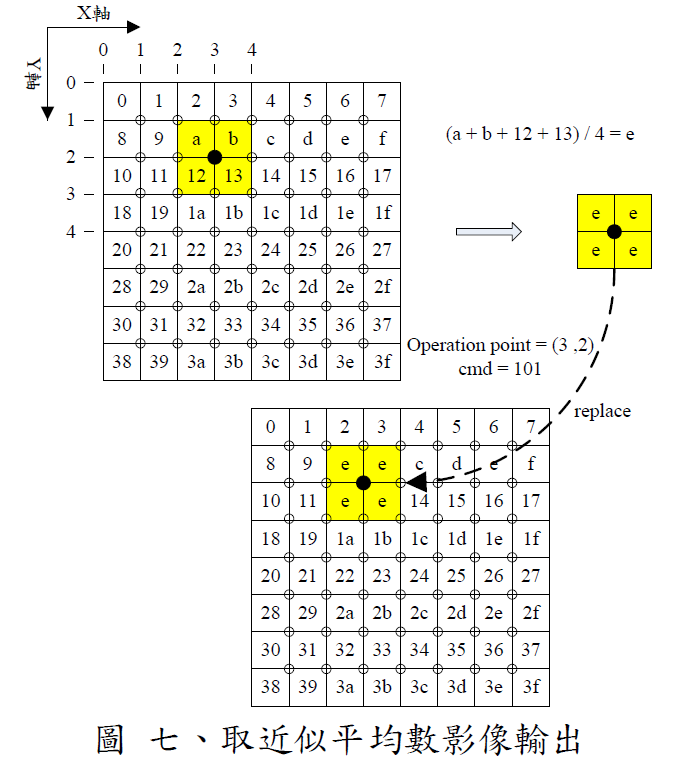 X軸
Y軸
0 1 2 3 4
0
1
2
3
4
0 1 2 3 4 5 6 7
8 9 a b c d e f
10 11 12 13 14 15 16 17
18 19 1a 1b 1c 1d 1e 1f
20 21 22 23 24 25 26 27
28 29 2a 2b 2c 2d 2e 2f
30 31 32 33 34 35 36 37
38 39 3a 3b 3c 3d 3e 3f
(a + b + 12 + 13) / 4 = e
e e
e e
Operation point = (3 ,2)
cmd = 101
replace
0 1 2 3 4 5 6 7
8 9 e e c d e f
10 11 e e 14 15 16 17
18 19 1a 1b 1c 1d 1e 1f
20 21 22 23 24 25 26 27
28 29 2a 2b 2c 2d 2e 2f
30 31 32 33 34 35 36 37
38 39 3a 3b 3c 3d 3e 3f
圖 七、取近似平均數影像輸出